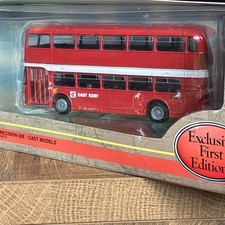 EAST KENT
PRECISION DIE - CAST MODELS
Exclusive
First
Edition